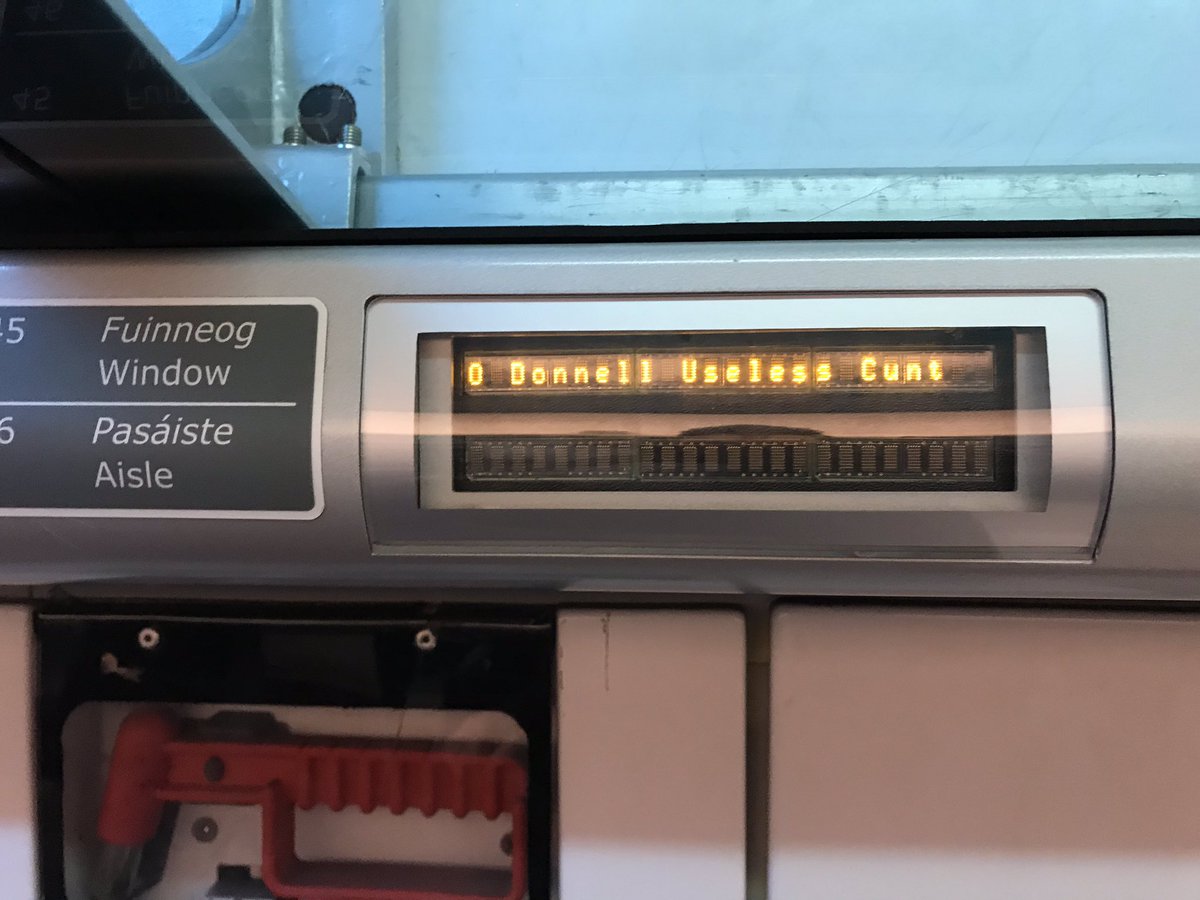 45
Fuinneog
Window
6
Pasáiste
Aisle
O Donnell Useless Cunt